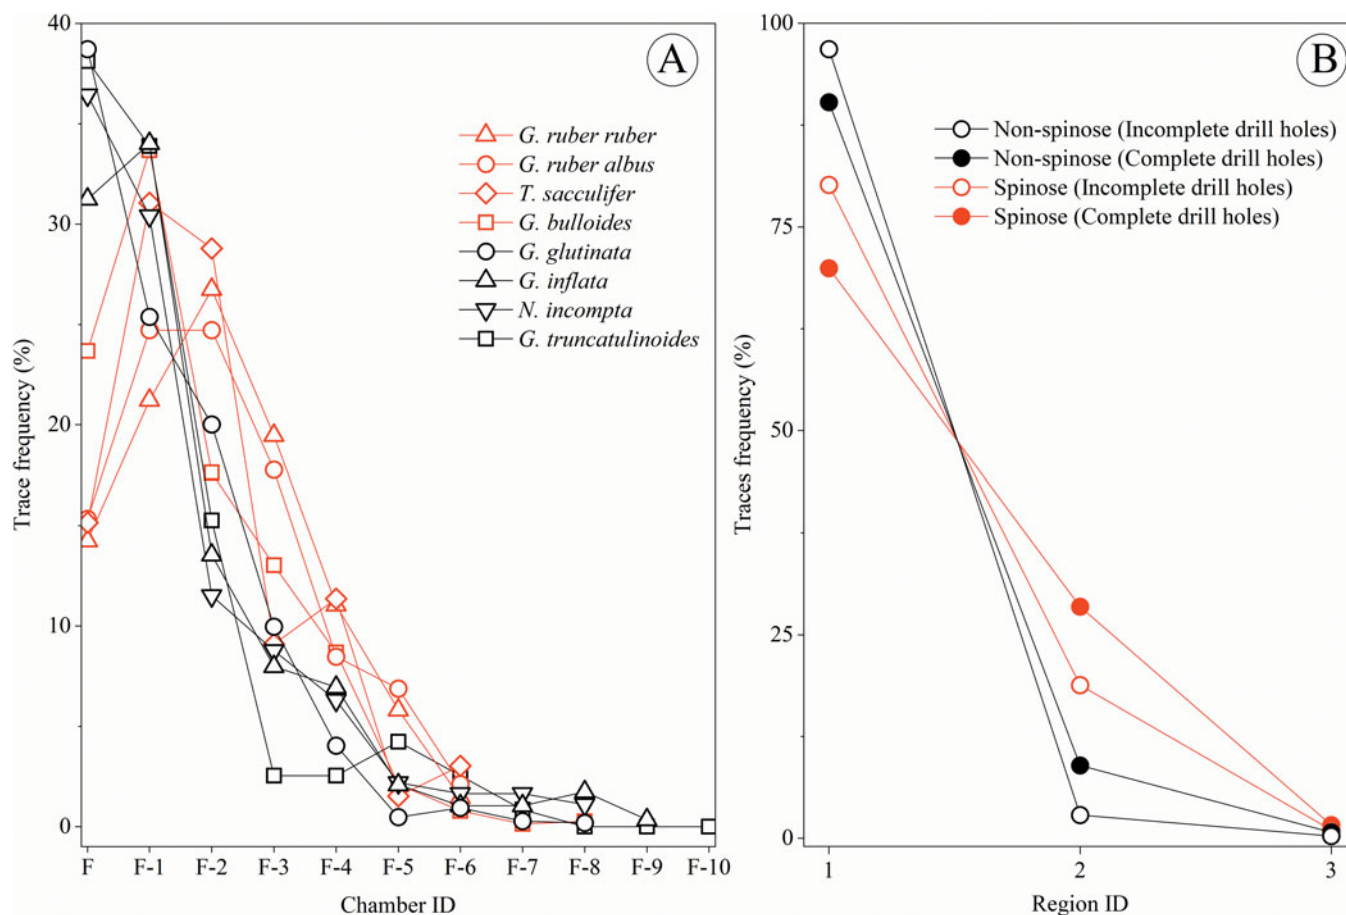 A
40
30
20
10
0
Trace frequency (%)
G. ruber ruber
G. ruber albus
T. sacculifer
G. bulloides
G. glutinata
G. inflata
N. incompta
G. truncatulinoides
F F-1 F-2 F-3 F-4 F-5 F-6 F-7 F-8 F-9 F-10
Chamber ID
B
100
75
50
25
0
Traces frequency (%)
Non-spinose (Incomplete drill holes)
Non-spinose (Complete drill holes)
Spinose (Incomplete drill holes)
Spinose (Complete drill holes)
1 2 3
Region ID